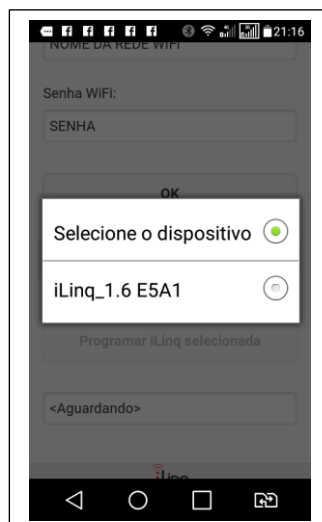 21:16
NOME DA REDE WIFI
Senha WiFi:
SENHA
OK
Selecione o dispositivo
iLinq_1.6 E5A1
Programar iLinq selecionada
<Aguardando>
iLinq